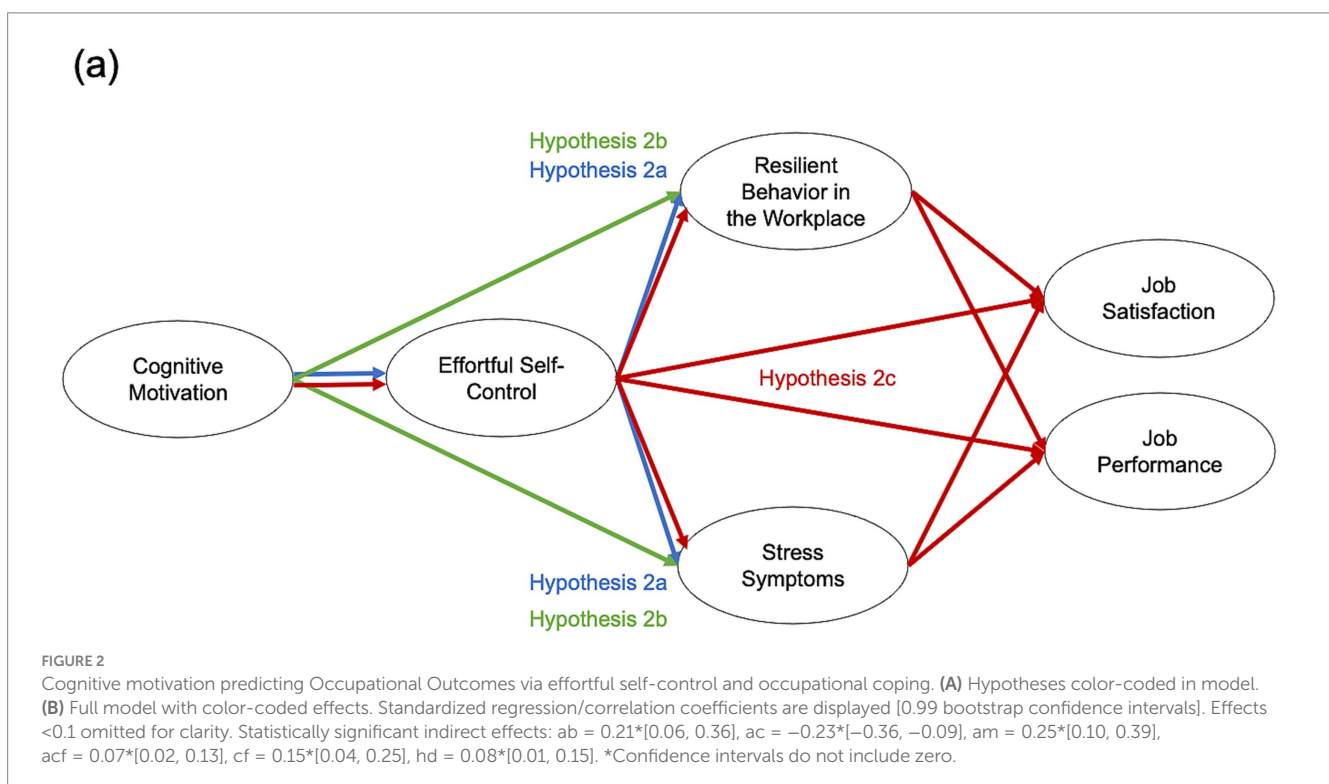 (a)
Hypothesis 2b
Hypothesis 2a
Resilient
Behavior in
the Workplace
Job
Satisfaction
Cognitive
Motivation
Effortful Self-
Control
Hypothesis 2c
Job
Performance
Stress
Symptoms
Hypothesis 2a
Hypothesis 2b
FIGURE 2
Cognitive motivation predicting Occupational Outcomes via effortful self-control and occupational coping. (A) Hypotheses color-coded in model.
(B) Full model with color-coded effects. Standardized regression/correlation coefficients are displayed [0.99 bootstrap confidence intervals]. Effects
<0.1 omitted for clarity. Statistically significant indirect effects: ab = 0.21*[0.06, 0.36], ac = −0.23*[−0.36, −0.09], am = 0.25*[0.10, 0.39],
acf = 0.07*[0.02, 0.13], cf = 0.15*[0.04, 0.25], hd = 0.08*[0.01, 0.15]. *Confidence intervals do not include zero.